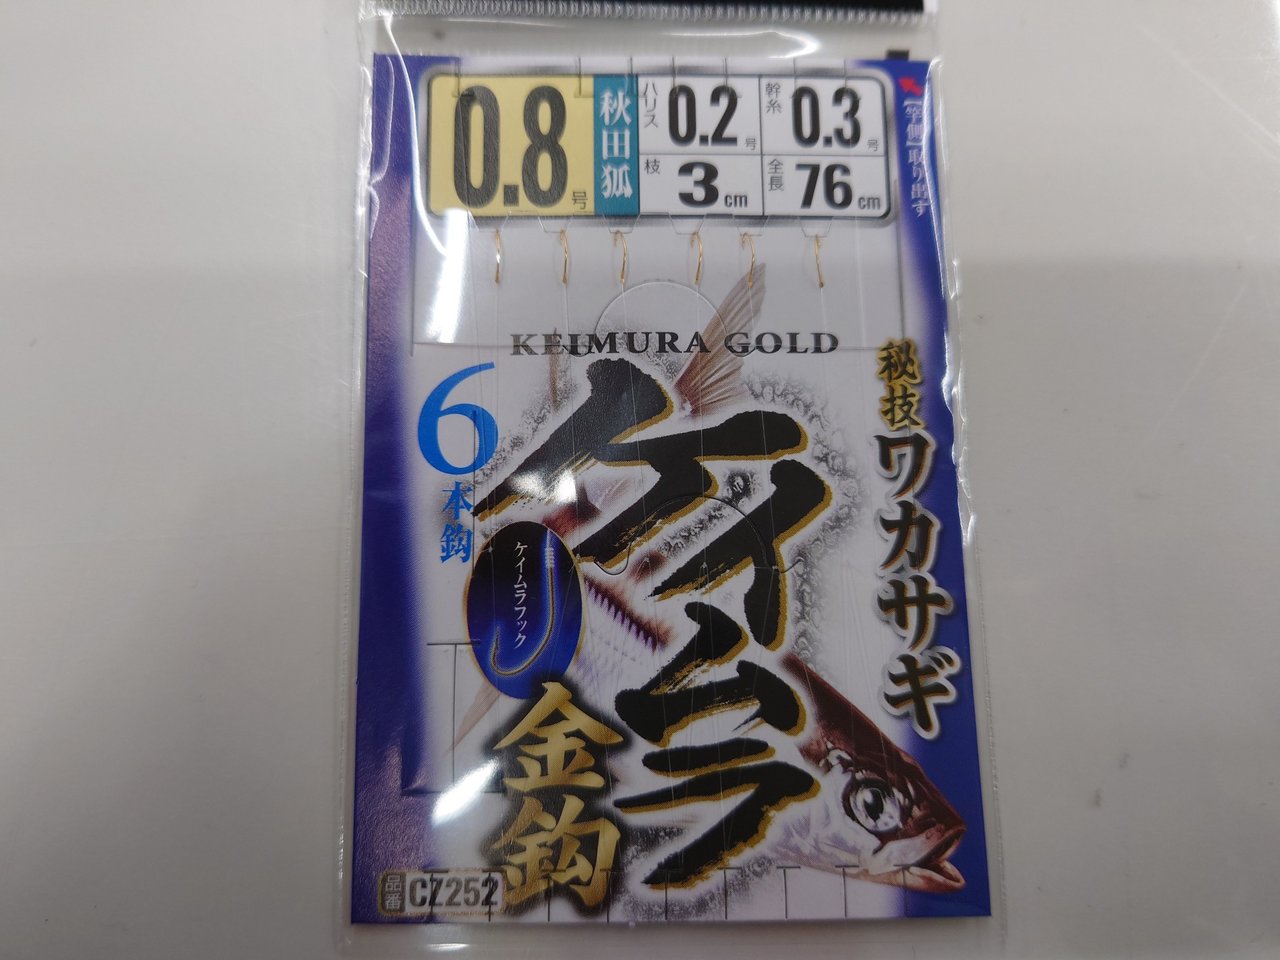 0.8号
秋田狐
ハリス 0.2号
幹糸 0.3号
枝 3cm
全長 76cm
【竿側】取り出す
KEIMURA GOLD
秘技ワカサギ
6本鈎
ケイムラ
ケイムラフック
金鈎
品番 CZ252